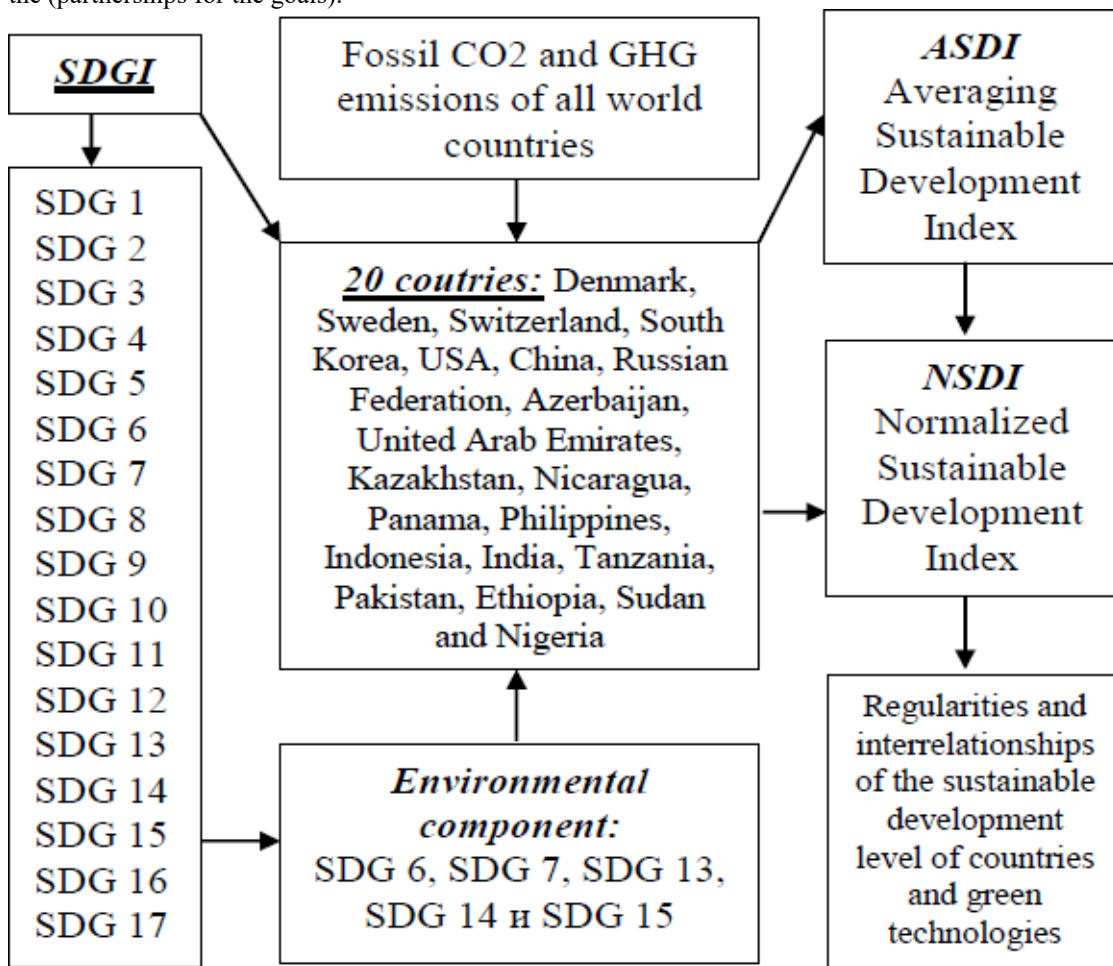 the (partnerships for the goals).
SDGI
SDG 1
SDG 2
SDG 3
SDG 4
SDG 5
SDG 6
SDG 7
SDG 8
SDG 9
SDG 10
SDG 11
SDG 12
SDG 13
SDG 14
SDG 15
SDG 16
SDG 17
Fossil CO2 and GHG
emissions of all world
countries
20 coutries: Denmark,
Sweden, Switzerland, South
Korea, USA, China, Russian
Federation, Azerbaijan,
United Arab Emirates,
Kazakhstan, Nicaragua,
Panama, Philippines,
Indonesia, India, Tanzania,
Pakistan, Ethiopia, Sudan
and Nigeria
Environmental
component:
SDG 6, SDG 7, SDG 13,
SDG 14 и SDG 15
ASDI
Averaging
Sustainable
Development
Index
NSDI
Normalized
Sustainable
Development
Index
Regularities and
interrelationships
of the sustainable
development
level of countries
and green
technologies